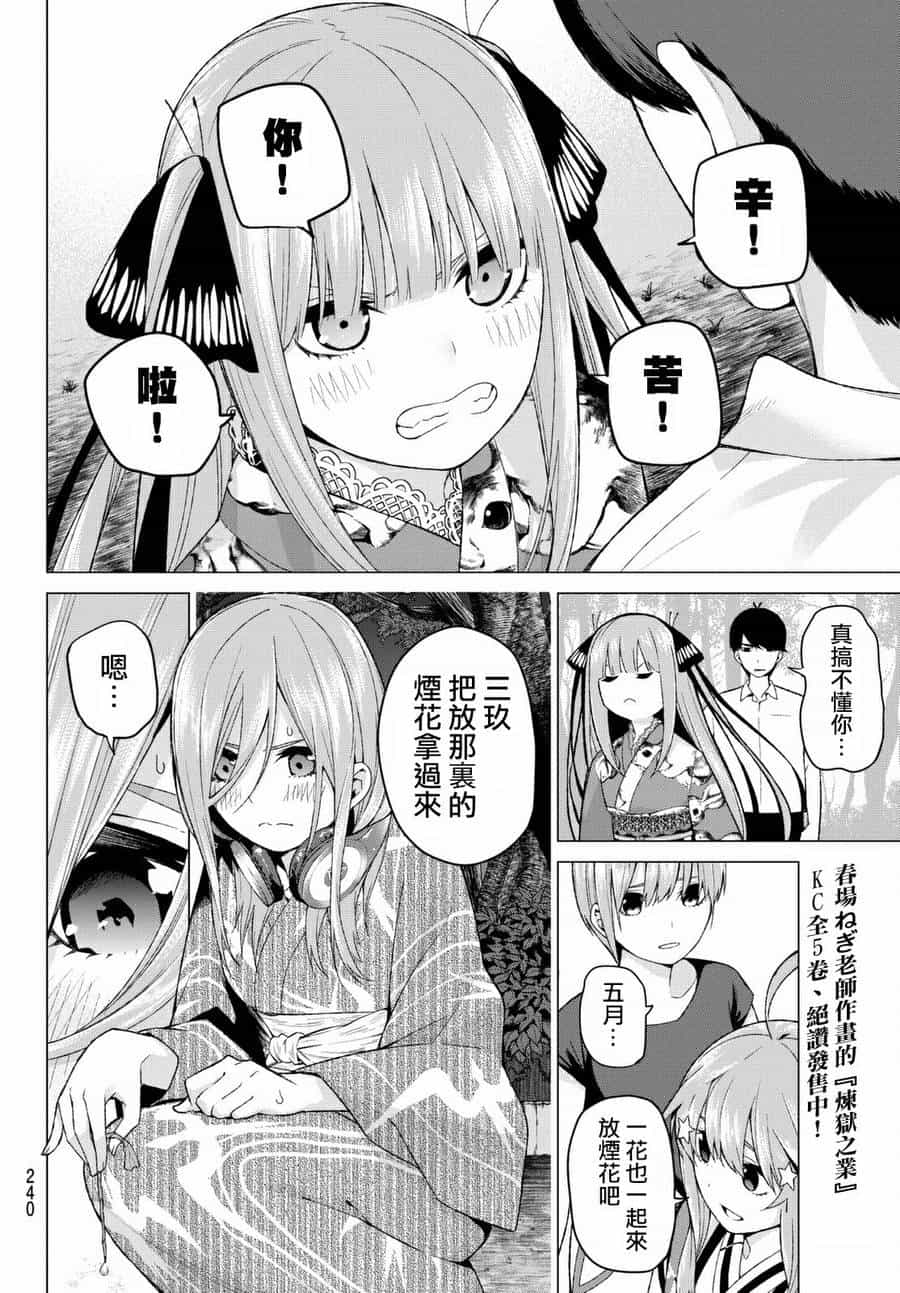 辛！
苦！
你！
啦！
真搞不懂你…
五月…
一花也一起來
放煙花吧
春場ねぎ老師作畫的『煉獄之業』
KC全5卷、絕讚發售中！
三玖
把放那裏的
煙花拿過來
嗯…
240